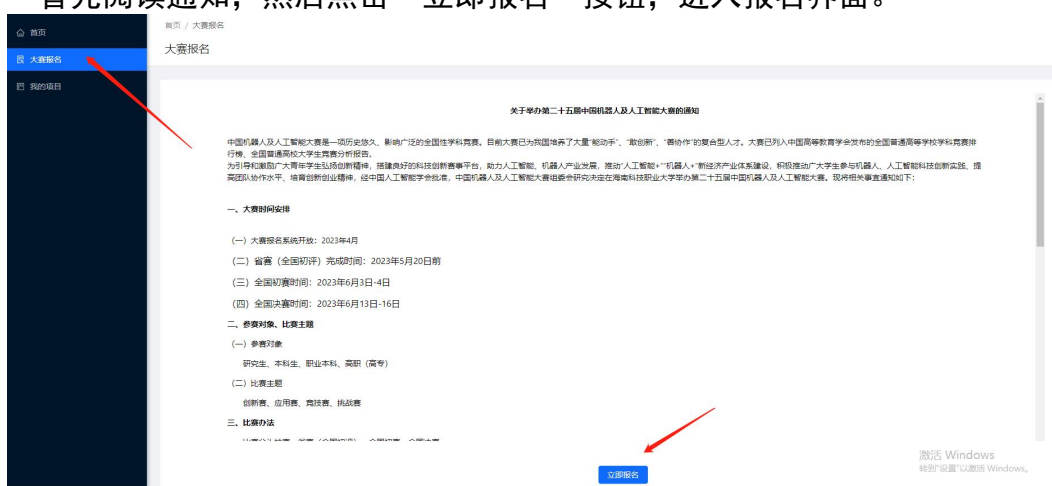 首先阅读通知，然后点击“立即报名”按钮，进入报名界面。
首页
大赛报名
我的项目
首页 / 大赛报名
大赛报名
关于举办第二十五届中国机器人及人工智能大赛的通知
中国机器人及人工智能大赛是一项历史悠久、影响广泛的全国性学科竞赛。目前大赛已为我国培养了大量“能动手”、“敢创新”、“善协作”的复合型人才。大赛已列入中国高等教育学会发布的全国普通高等学校学科竞赛排
行榜、全国普通高校大学生竞赛分析报告。
为引导和激励广大青年学生弘扬创新精神，搭建良好的科技创新赛事平台，助力人工智能、机器人产业发展，推动“人工智能+”“机器人+”新经济产业体系建设，积极推动广大学生参与机器人、人工智能科技创新实践、提
高团队协作水平、培育创新创业精神，经中国人工智能学会批准，中国机器人及人工智能大赛组委会研究决定在海南科技职业大学举办第二十五届中国机器人及人工智能大赛。现将相关事宜通知如下：
一、大赛时间安排
（一）大赛报名系统开放：2023年4月
（二）省赛（全国初评）完成时间：2023年5月20日前
（三）全国初赛时间：2023年6月3日-4日
（四）全国决赛时间：2023年6月13日-16日
二、参赛对象、比赛主题
（一）参赛对象
研究生、本科生、职业本科、高职（高专）
（二）比赛主题
创新赛、应用赛、竞技赛、挑战赛
三、比赛办法
立即报名
激活 Windows
转到“设置”以激活 Windows。